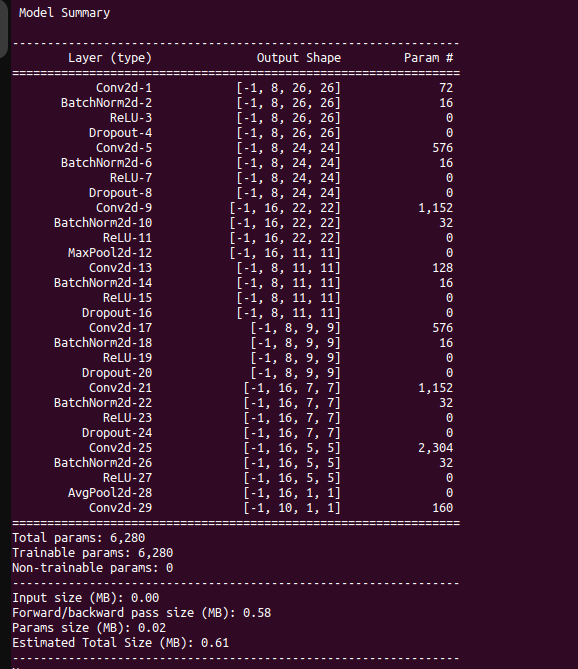 Model Summary
----------------------------------------------------------------
Layer (type) Output Shape Param #
================================================================
Conv2d-1 [-1, 8, 26, 26] 72
BatchNorm2d-2 [-1, 8, 26, 26] 16
ReLU-3 [-1, 8, 26, 26] 0
Dropout-4 [-1, 8, 26, 26] 0
Conv2d-5 [-1, 8, 24, 24] 576
BatchNorm2d-6 [-1, 8, 24, 24] 16
ReLU-7 [-1, 8, 24, 24] 0
Dropout-8 [-1, 8, 24, 24] 0
Conv2d-9 [-1, 16, 22, 22] 1,152
BatchNorm2d-10 [-1, 16, 22, 22] 32
ReLU-11 [-1, 16, 22, 22] 0
MaxPool2d-12 [-1, 16, 11, 11] 0
Conv2d-13 [-1, 8, 11, 11] 128
BatchNorm2d-14 [-1, 8, 11, 11] 16
ReLU-15 [-1, 8, 11, 11] 0
Dropout-16 [-1, 8, 11, 11] 0
Conv2d-17 [-1, 8, 9, 9] 576
BatchNorm2d-18 [-1, 8, 9, 9] 16
ReLU-19 [-1, 8, 9, 9] 0
Dropout-20 [-1, 8, 9, 9] 0
Conv2d-21 [-1, 16, 7, 7] 1,152
BatchNorm2d-22 [-1, 16, 7, 7] 32
ReLU-23 [-1, 16, 7, 7] 0
Dropout-24 [-1, 16, 7, 7] 0
Conv2d-25 [-1, 16, 5, 5] 2,304
BatchNorm2d-26 [-1, 16, 5, 5] 32
ReLU-27 [-1, 16, 5, 5] 0
AvgPool2d-28 [-1, 16, 1, 1] 0
Conv2d-29 [-1, 10, 1, 1] 160
================================================================
Total params: 6,280
Trainable params: 6,280
Non-trainable params: 0
----------------------------------------------------------------
Input size (MB): 0.00
Forward/backward pass size (MB): 0.58
Params size (MB): 0.02
Estimated Total Size (MB): 0.61
----------------------------------------------------------------